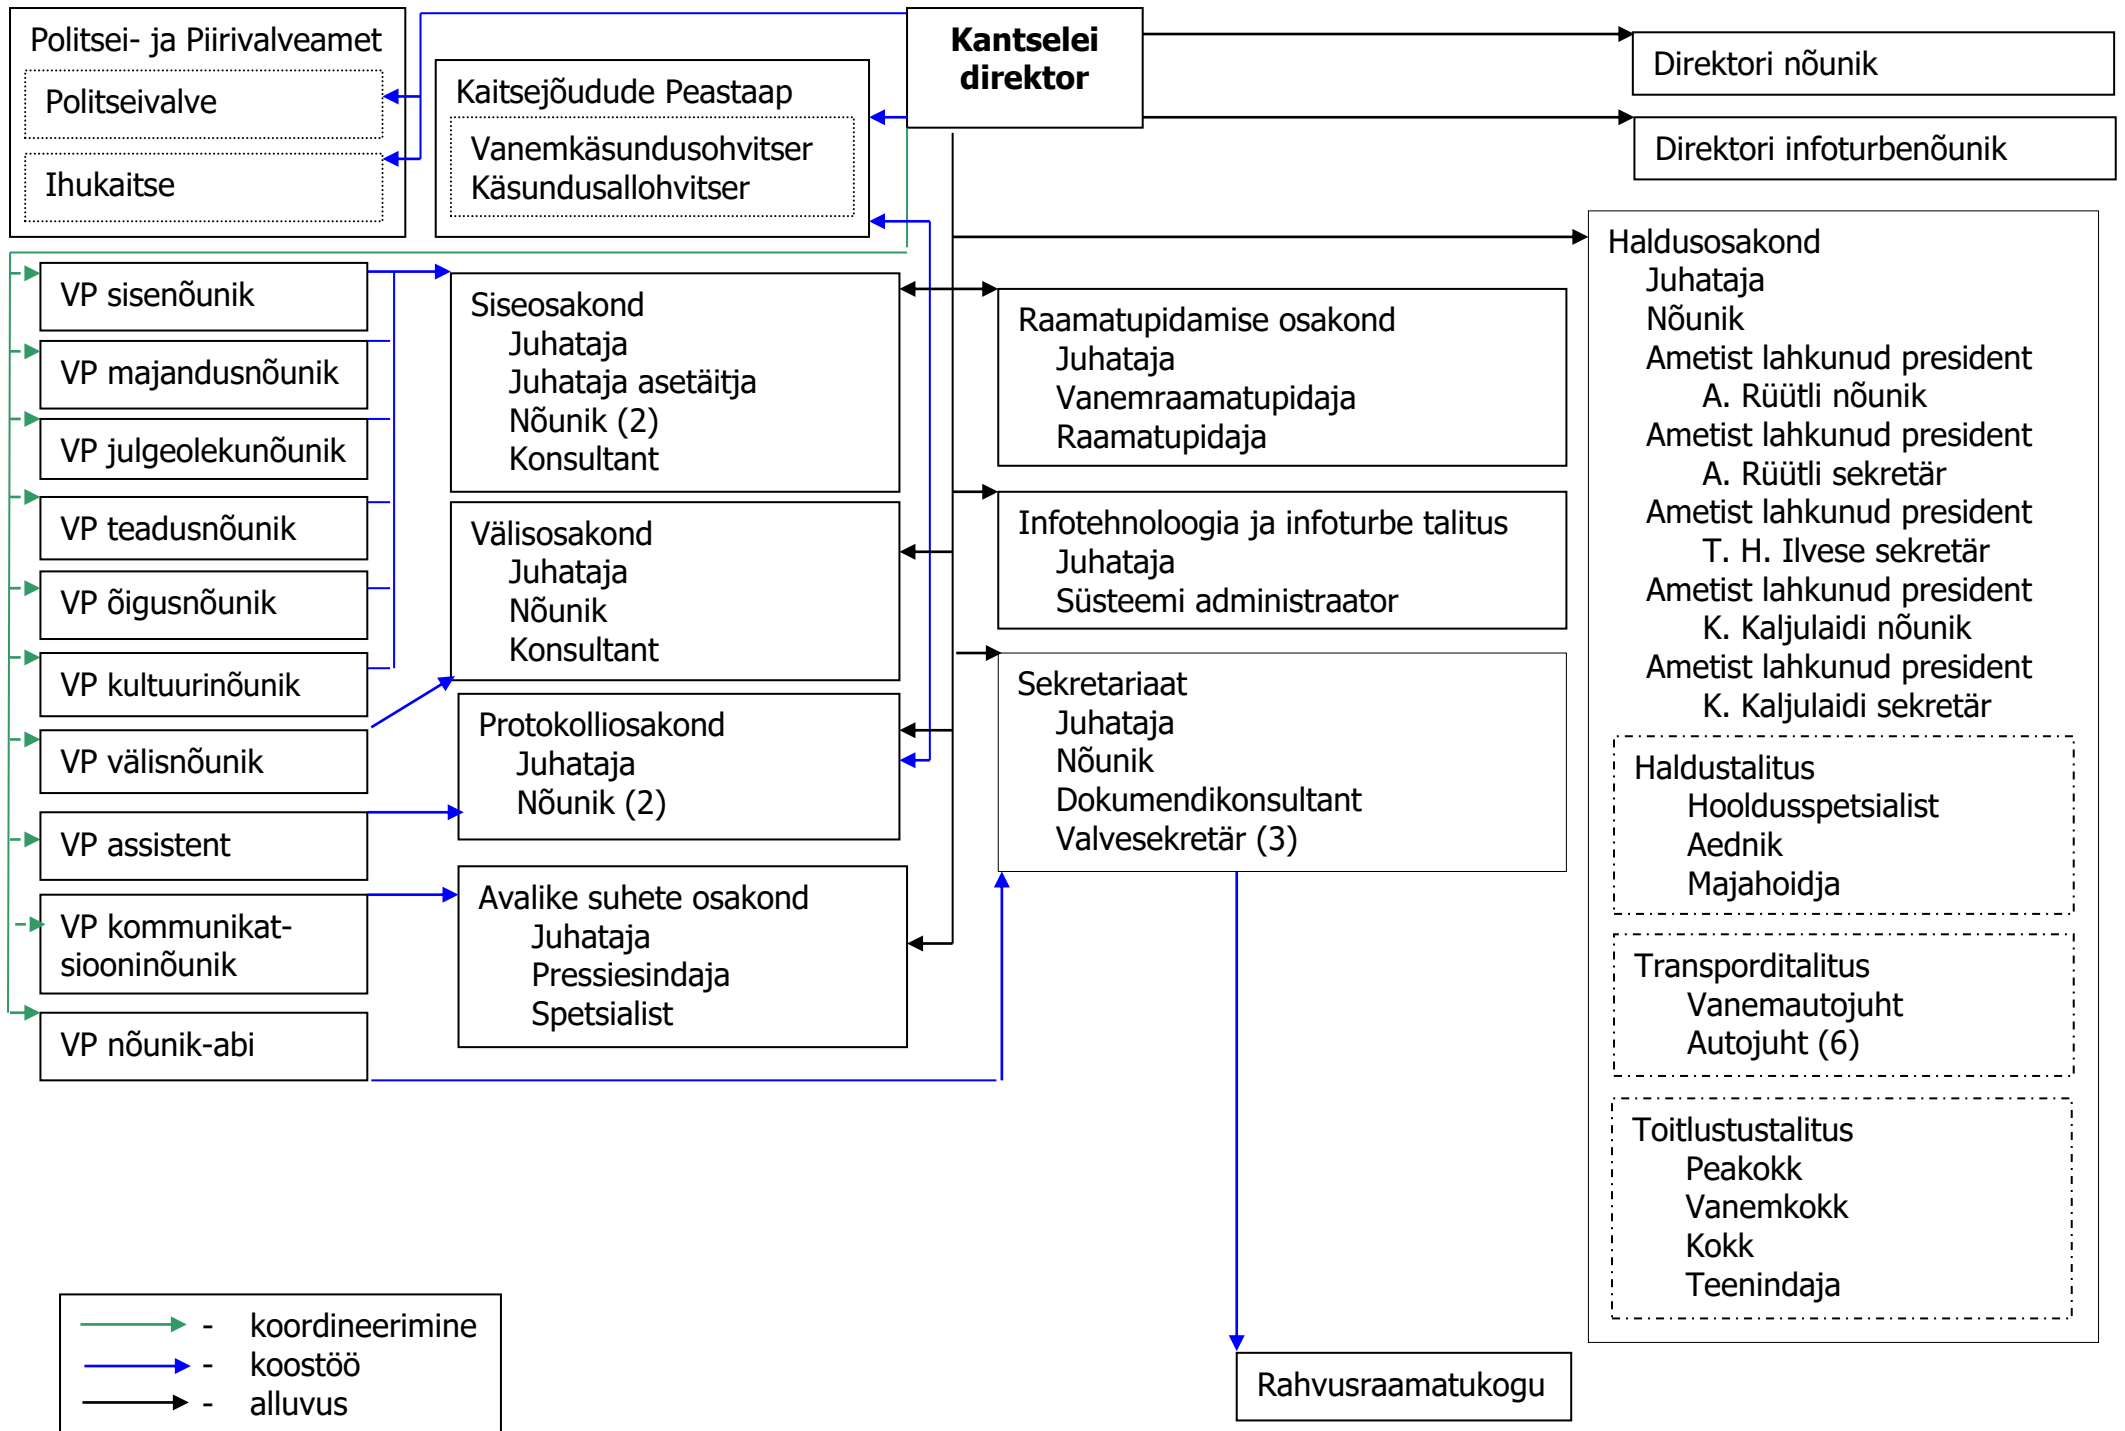 Politsei- ja Piirivalveamet
Politseivalve
Ihukaitse
Kaitsejõudude Peastaap
Vanemkäsundusohvitser
Käsundusallohvitser
Kantselei
direktor
Direktori nõunik
Direktori infoturbenõunik
VP sisenõunik
VP majandusnõunik
VP julgeolekunõunik
VP teadusnõunik
VP õigusnõunik
VP kultuurinõunik
VP välisnõunik
VP assistent
VP kommunikat-
siooninõunik
VP nõunik-abi
Siseosakond
Juhataja
Juhataja asetäitja
Nõunik (2)
Konsultant
Välisosakond
Juhataja
Nõunik
Konsultant
Protokolliosakond
Juhataja
Nõunik (2)
Avalike suhete osakond
Juhataja
Pressiesindaja
Spetsialist
Raamatupidamise osakond
Juhataja
Vanemraamatupidaja
Raamatupidaja
Infotehnoloogia ja infoturbe talitus
Juhataja
Süsteemi administraator
Sekretariaat
Juhataja
Nõunik
Dokumendikonsultant
Valvesekretär (3)
Haldusosakond
Juhataja
Nõunik
Ametist lahkunud president
A. Rüütli nõunik
Ametist lahkunud president
A. Rüütli sekretär
Ametist lahkunud president
T. H. Ilvese sekretär
Ametist lahkunud president
K. Kaljulaidi nõunik
Ametist lahkunud president
K. Kaljulaidi sekretär
Haldustalitus
Hooldusspetsialist
Aednik
Majahoidja
Transporditalitus
Vanemautojuht
Autojuht (6)
Toitlustustalitus
Peakokk
Vanemkokk
Kokk
Teenindaja
Rahvusraamatukogu
- koordineerimine
- koostöö
- alluvus